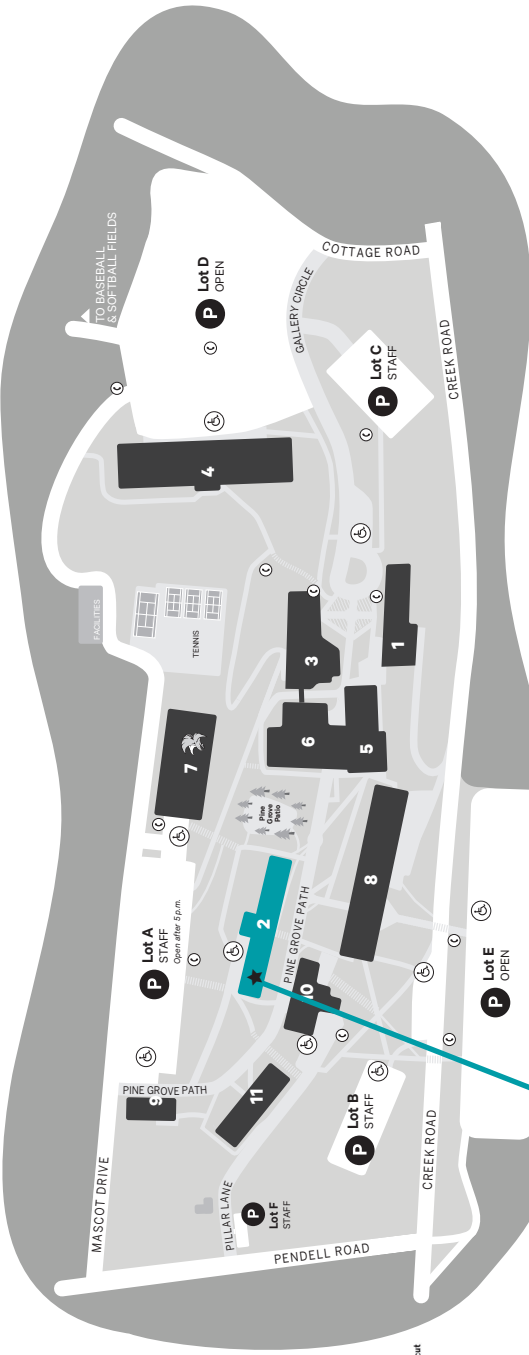 TO BASEBALL
& SOFTBALL FIELDS
P
Lot D
OPEN
COTTAGE ROAD
GALLERY CIRCLE
P
Lot C
STAFF
CREEK ROAD
4
FACILITIES
TENNIS
3
1
6
5
7
Pine
Grove
Patio
8
2
PINE GROVE PATH
10
P
Lot A
STAFF
Open after 5 p.m.
P
Lot E
OPEN
9
PINE GROVE PATH
11
P
Lot B
STAFF
MASCOT DRIVE
PILLAR LANE
P
Lot F
STAFF
PENDELL ROAD
CREEK ROAD